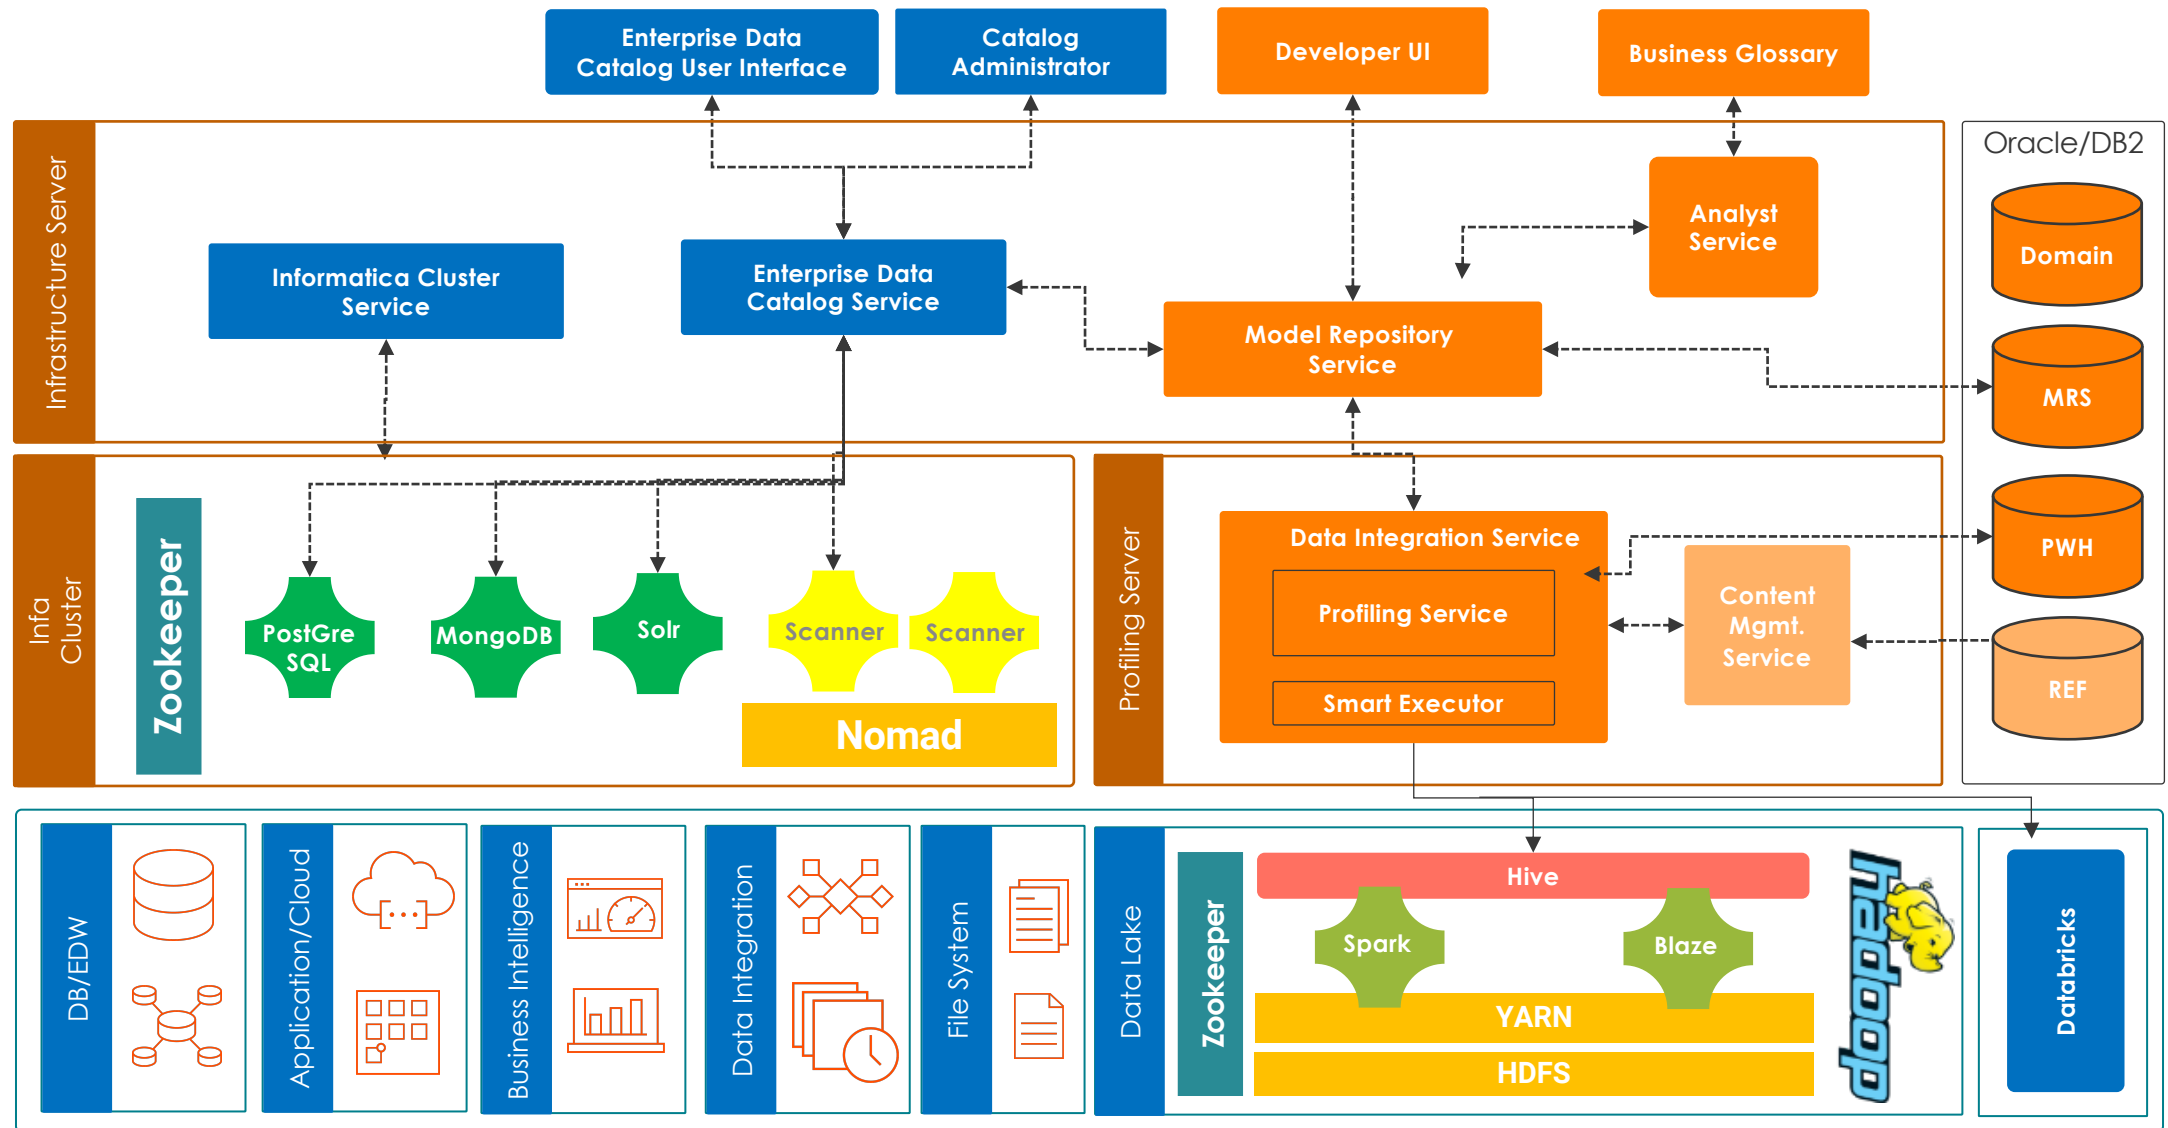 Enterprise Data
Catalog User Interface
Catalog
Administrator
Developer UI
Business Glossary
Infrastructure Server
Oracle/DB2
Analyst
Service
Domain
Informatica Cluster
Service
Enterprise Data
Catalog Service
Model Repository
Service
MRS
Infa
Cluster
Zookeeper
PostGre
SQL
MongoDB
Solr
Scanner
Scanner
Nomad
Profiling Server
Data Integration Service
Profiling Service
Smart Executor
Content
Mgmt.
Service
PWH
REF
DB/EDW
Application/Cloud
Business Intelligence
Data Integration
File System
Data Lake
Zookeeper
Hive
Spark
Blaze
YARN
HDFS
hadoop
Databricks